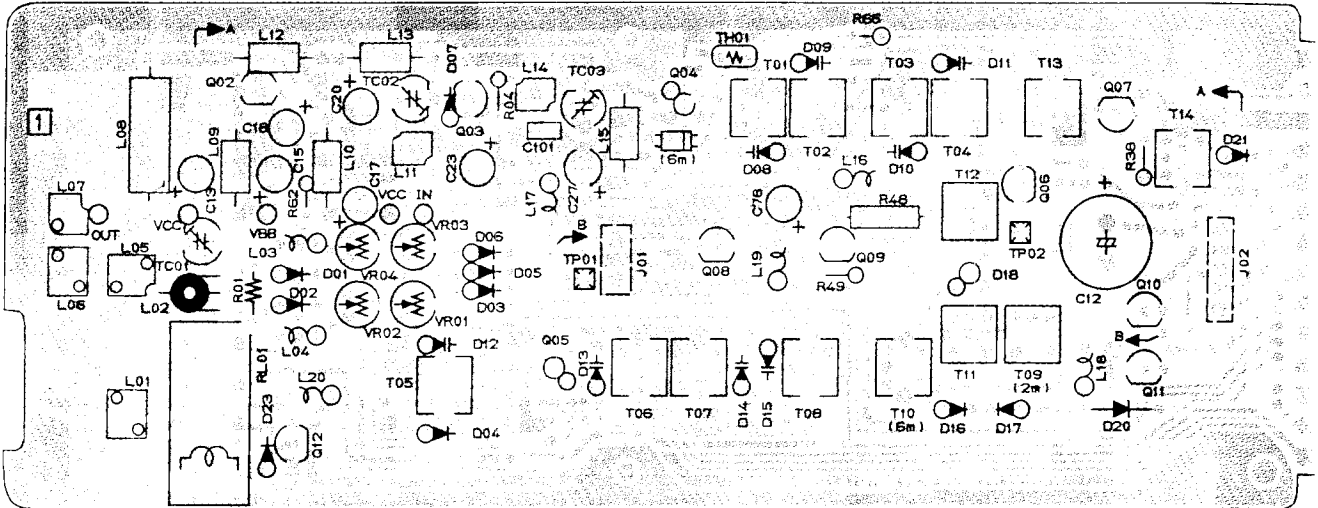 A
L12
L13
R66
TH01
D09
T01
T03
D11
T13
Q02
TC02
D07
L14
TC03
Q04
Q07
A
T14
1
L08
C18
C20
R04
L15
D21
L09
C15
L10
L11
Q03
C101
(6m)
D08
T02
L16
D10
T04
R38
C13
R62
C17
C23
L17
C27
T12
Q06
L07
OUT
VCC
VBB
VCC IN
VR03
B
C78
R48
TP02
L05
TC01
L03
D06
TP01
J01
Q08
L19
Q09
D18
J02
L06
L02
R01
D01
D02
VR04
D05
D03
R49
C12
Q10
L04
VR02
VR01
D12
Q05
D13
B
L01
RL01
L20
T05
T11
T09
(2m)
L18
Q11
D23
Q12
D04
T06
T07
D14
D15
T08
T10
(6m)
D16
D17
D20